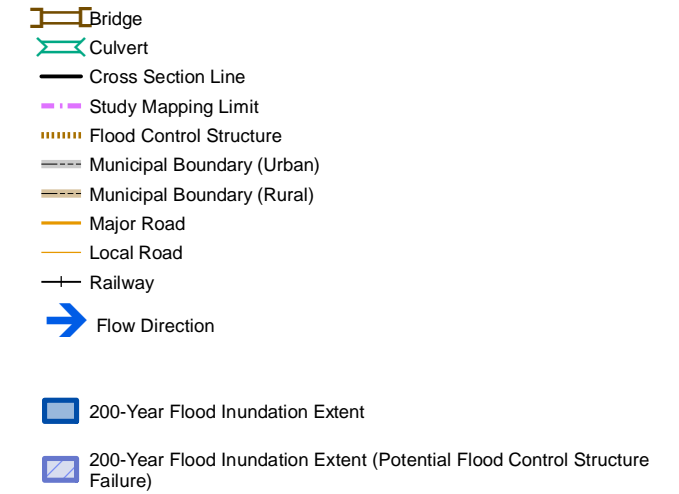 Bridge
Culvert
Cross Section Line
Study Mapping Limit
Flood Control Structure
Municipal Boundary (Urban)
Municipal Boundary (Rural)
Major Road
Local Road
Railway
Flow Direction
200-Year Flood Inundation Extent
200-Year Flood Inundation Extent (Potential Flood Control Structure
Failure)